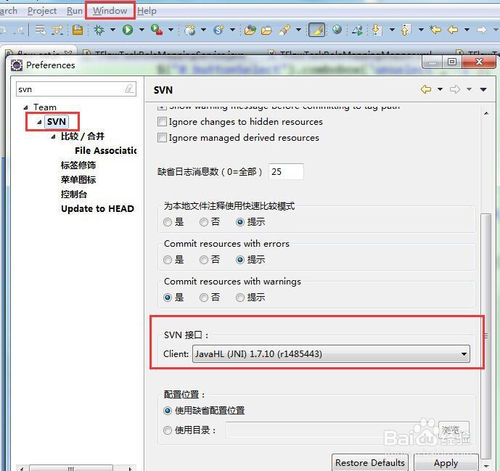 arch Project Run Window Help
Preferences
svn
SVN
Team
SVN
比较 / 合并
File Association
标签修饰
菜单图标
控制台
Update to HEAD
Show warning message before committing to tag path
Ignore changes to hidden resources
Ignore managed derived resources
缺省日志消息数（0=全部） 25
为本地文件注释使用快速比较模式
是 否 提示
Commit resources with errors
是 否 提示
Commit resources with warnings
是 否 提示
SVN 接口：
Client: JavaHL (JNI) 1.7.10 (r1485443)
配置位置：
使用缺省配置位置
使用目录： 浏览...
Restore Defaults Apply
Baidu 经验